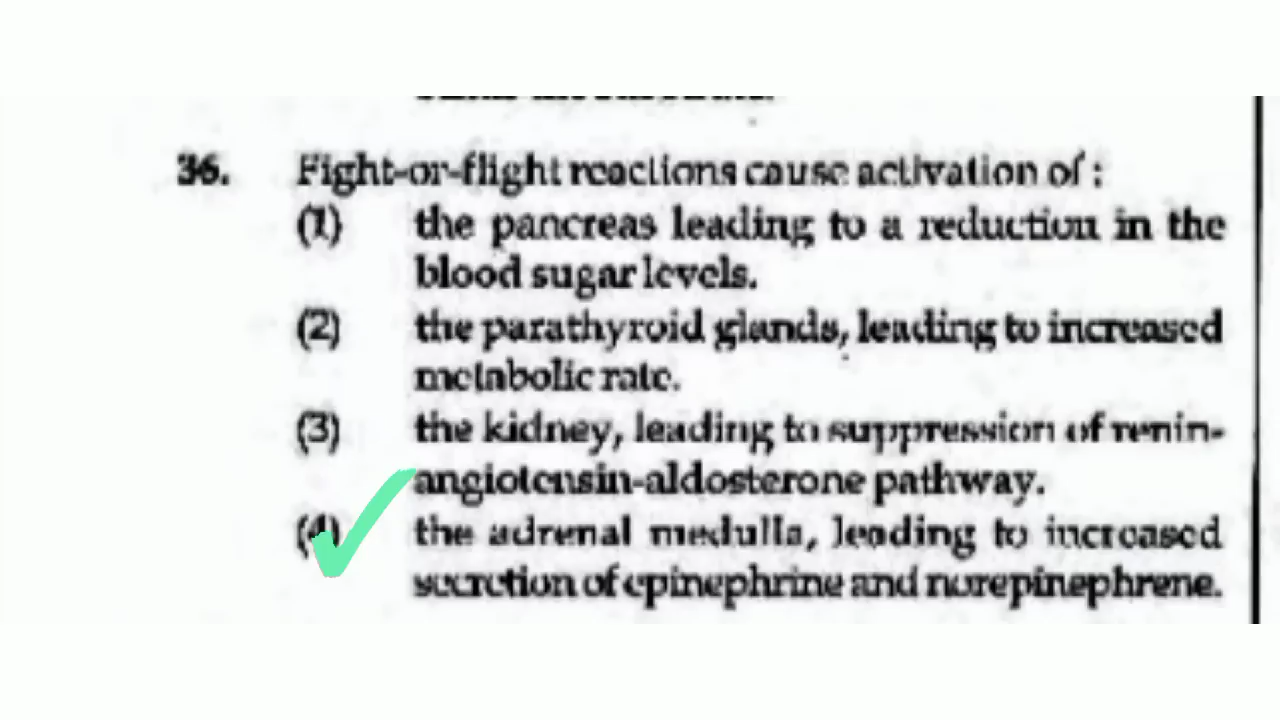 36. Fight-or-flight reactions cause activation of :
(1) the pancreas leading to a reduction in the
blood sugar levels.
(2) the parathyroid glands, leading to increased
metabolic rate.
(3) the kidney, leading to suppression of renin-
angiotensin-aldosterone pathway.
(4) the adrenal medulla, leading to increased
secretion of epinephrine and norepinephrene.